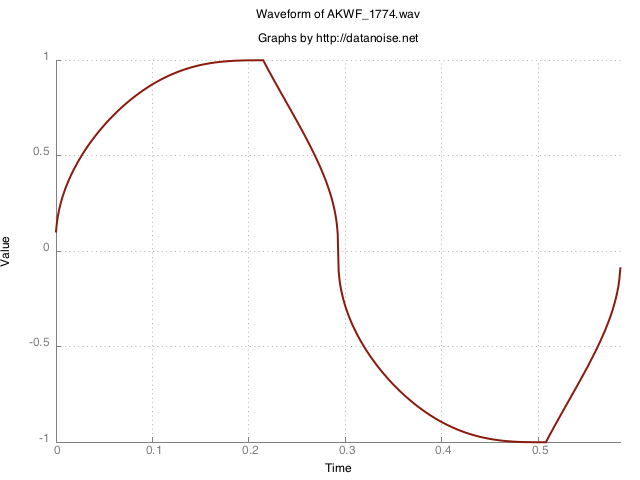 Waveform of AKWF_1774.wav
Graphs by http://datanoise.net
1
0.5
0
-0.5
-1
Value
0 0.1 0.2 0.3 0.4 0.5
Time